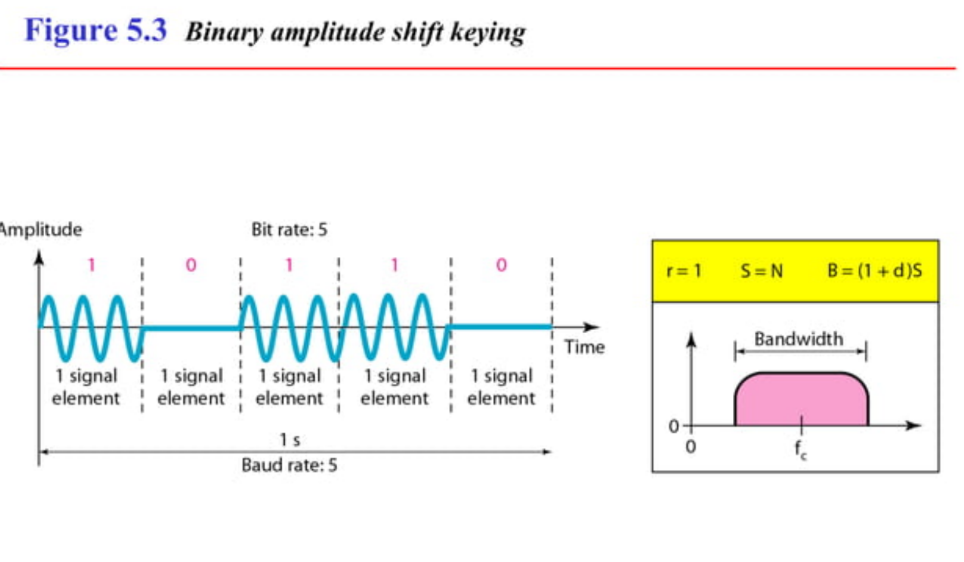 Figure 5.3 Binary amplitude shift keying
Amplitude
Bit rate: 5
1 0 1 1 0
Time
1 signal element
1 signal element
1 signal element
1 signal element
1 signal element
1 s
Baud rate: 5
r = 1 S = N B = (1 + d)S
Bandwidth
0
0
fc